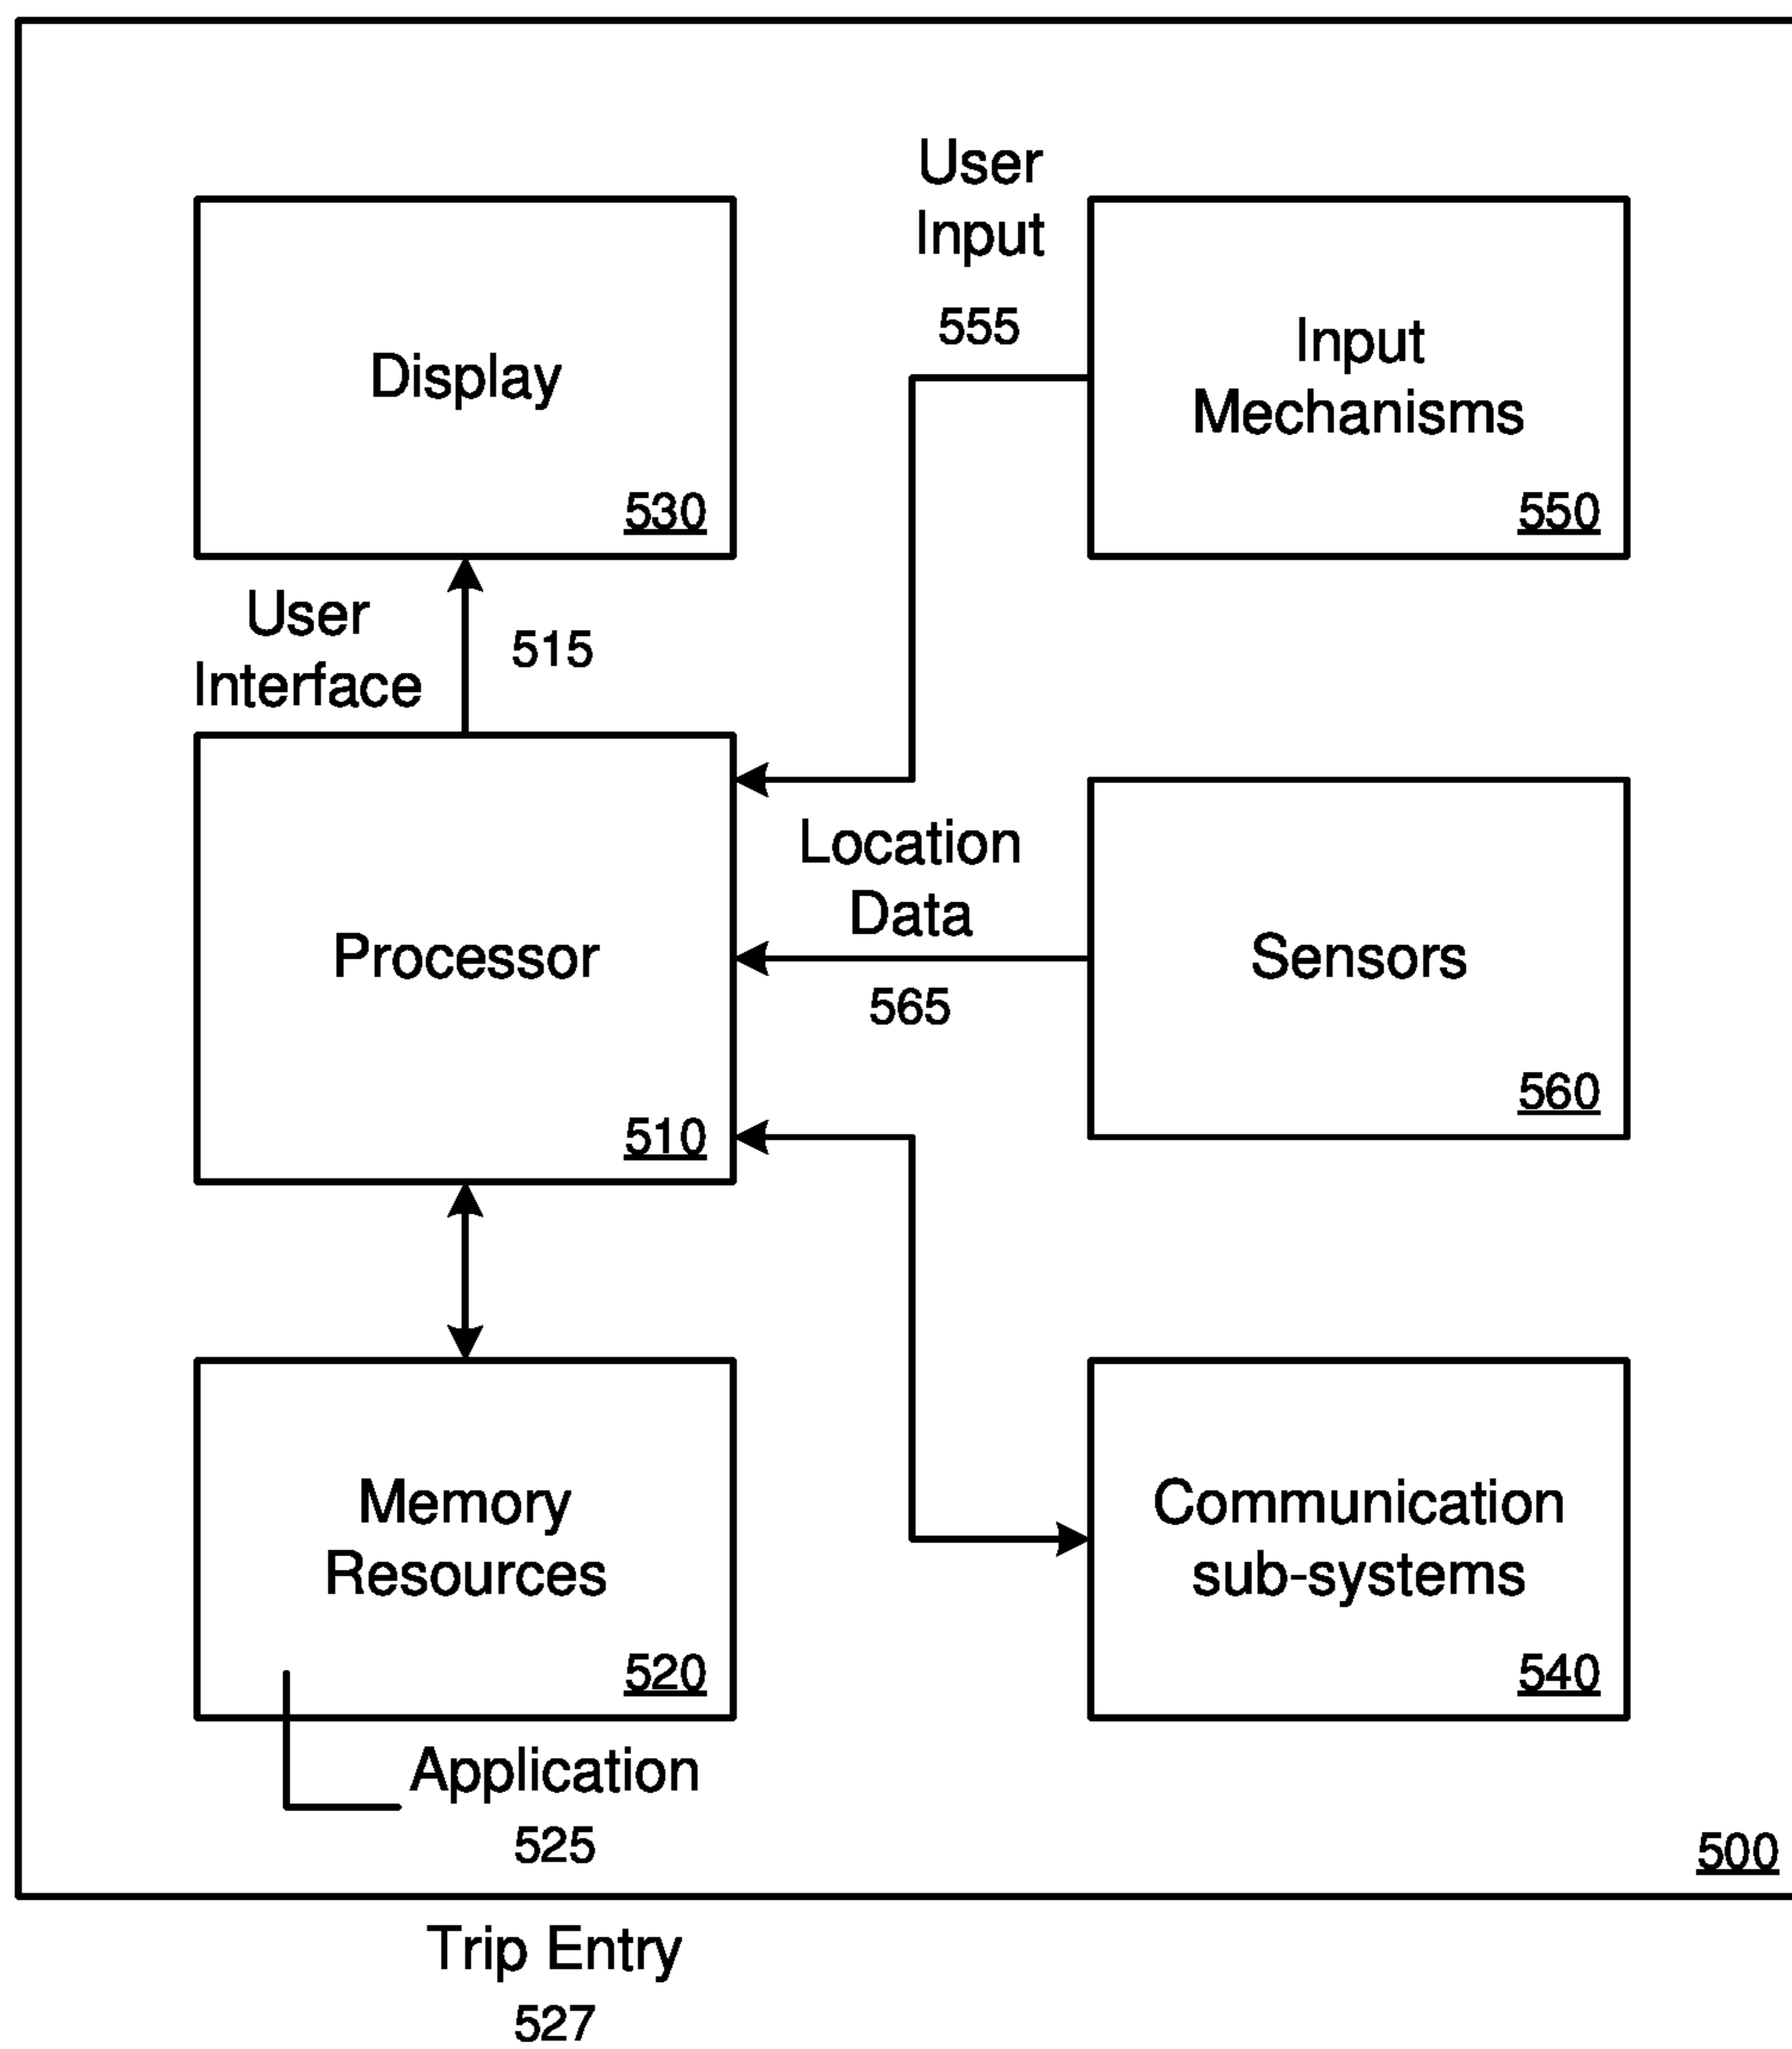 User
Input
555
Display
530
Input
Mechanisms
550
User
Interface
515
Location
Data
565
Processor
510
Sensors
560
Memory
Resources
520
Communication
sub-systems
540
Application
525
500
Trip Entry
527